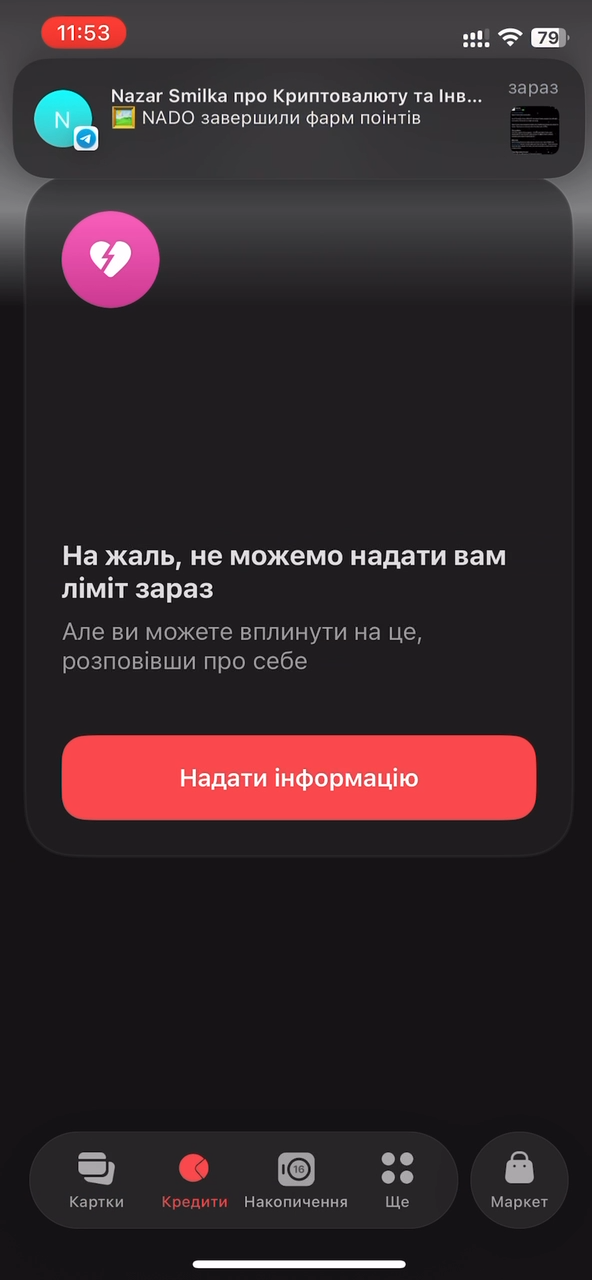 11:53
79
Nazar Smilka про Криптовалюту та Інв...
зараз
N
🖼️ NADO завершили фарм поінтів
На жаль, не можемо надати вам
ліміт зараз
Але ви можете вплинути на це,
розповівши про себе
Надати інформацію
16
Картки
Кредити
Накопичення
Ще
Маркет